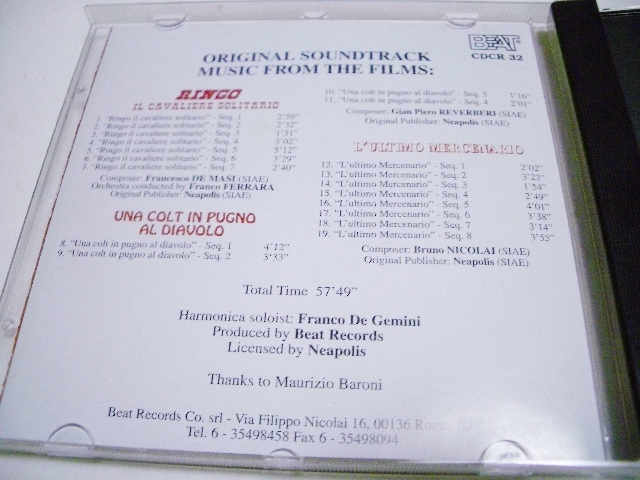 ORIGINAL SOUNDTRACK
MUSIC FROM THE FILMS:
BEAT
CDCR 32
RINGO
IL CAVALIERE SOLITARIO
1. "Ringo il cavaliere solitario" - Seq. 1 2'59"
2. "Ringo il cavaliere solitario" - Seq. 2 2'32"
3. "Ringo il cavaliere solitario" - Seq. 3 1'51"
4. "Ringo il cavaliere solitario" - Seq. 4 3'02"
5. "Ringo il cavaliere solitario" - Seq. 5 5'12"
6. "Ringo il cavaliere solitario" - Seq. 6 3'29"
7. "Ringo il cavaliere solitario" - Seq. 7 2'40"
Composer: Francesco DE MASI (SIAE)
Orchestra conducted by Franco FERRARA
Original Publisher: Neapolis (SIAE)
UNA COLT IN PUGNO
AL DIAVOLO
8. "Una colt in pugno al diavolo" - Seq. 1 4'12"
9. "Una colt in pugno al diavolo" - Seq. 2 3'33"
10. "Una colt in pugno al diavolo" - Seq. 3 1'16"
11. "Una colt in pugno al diavolo" - Seq. 4 2'01"
Composer: Gian Piero REVERBERI (SIAE)
Original Publisher: Neapolis (SIAE)
L'ULTIMO MERCENARIO
12. "L'ultimo Mercenario" - Seq. 1 2'02"
13. "L'ultimo Mercenario" - Seq. 2 3'22"
14. "L'ultimo Mercenario" - Seq. 3 1'54"
15. "L'ultimo Mercenario" - Seq. 4 2'49"
16. "L'ultimo Mercenario" - Seq. 5 4'01"
17. "L'ultimo Mercenario" - Seq. 6 3'38"
18. "L'ultimo Mercenario" - Seq. 7 3'14"
19. "L'ultimo Mercenario" - Seq. 8 3'55"
Composer: Bruno NICOLAI (SIAE)
Original Publisher: Neapolis (SIAE)
Total Time 57'49"
Harmonica soloist: Franco De Gemini
Produced by Beat Records
Licensed by Neapolis
Thanks to Maurizio Baroni
Beat Records Co. srl - Via Filippo Nicolai 16, 00136
Tel. 6 - 35498458 Fax 6 - 35498094